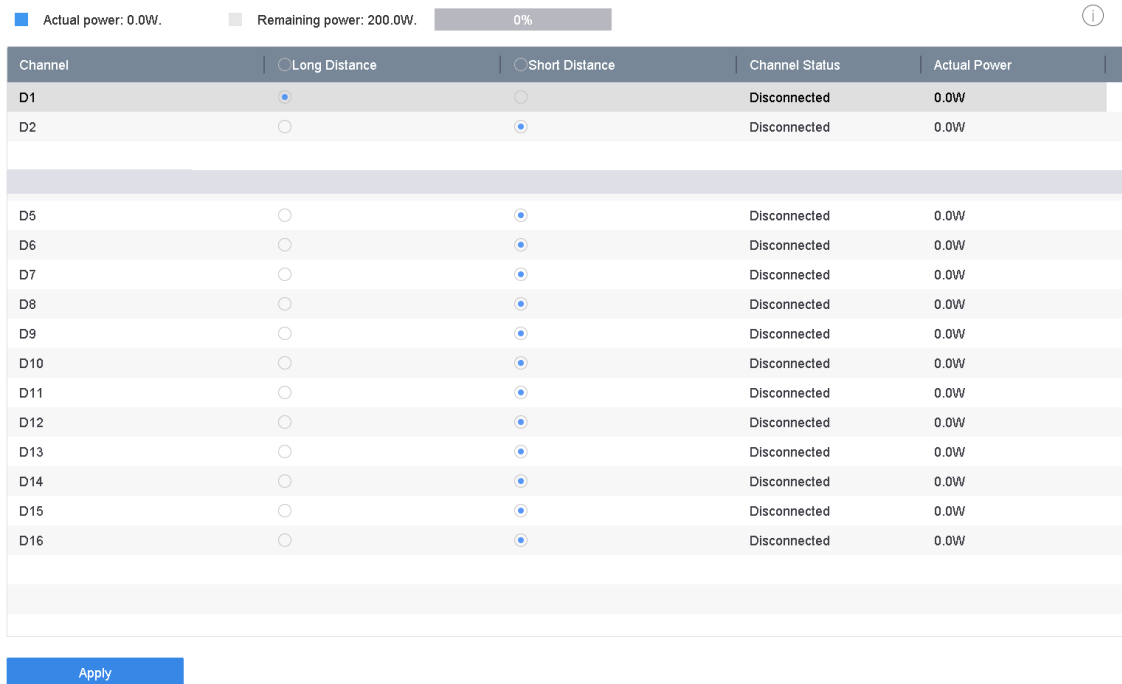 Actual power: 0.0W. Remaining power: 200.0W. 0%
Channel Long Distance Short Distance Channel Status Actual Power
D1 Disconnected 0.0W
D2 Disconnected 0.0W
D5 Disconnected 0.0W
D6 Disconnected 0.0W
D7 Disconnected 0.0W
D8 Disconnected 0.0W
D9 Disconnected 0.0W
D10 Disconnected 0.0W
D11 Disconnected 0.0W
D12 Disconnected 0.0W
D13 Disconnected 0.0W
D14 Disconnected 0.0W
D15 Disconnected 0.0W
D16 Disconnected 0.0W
Apply